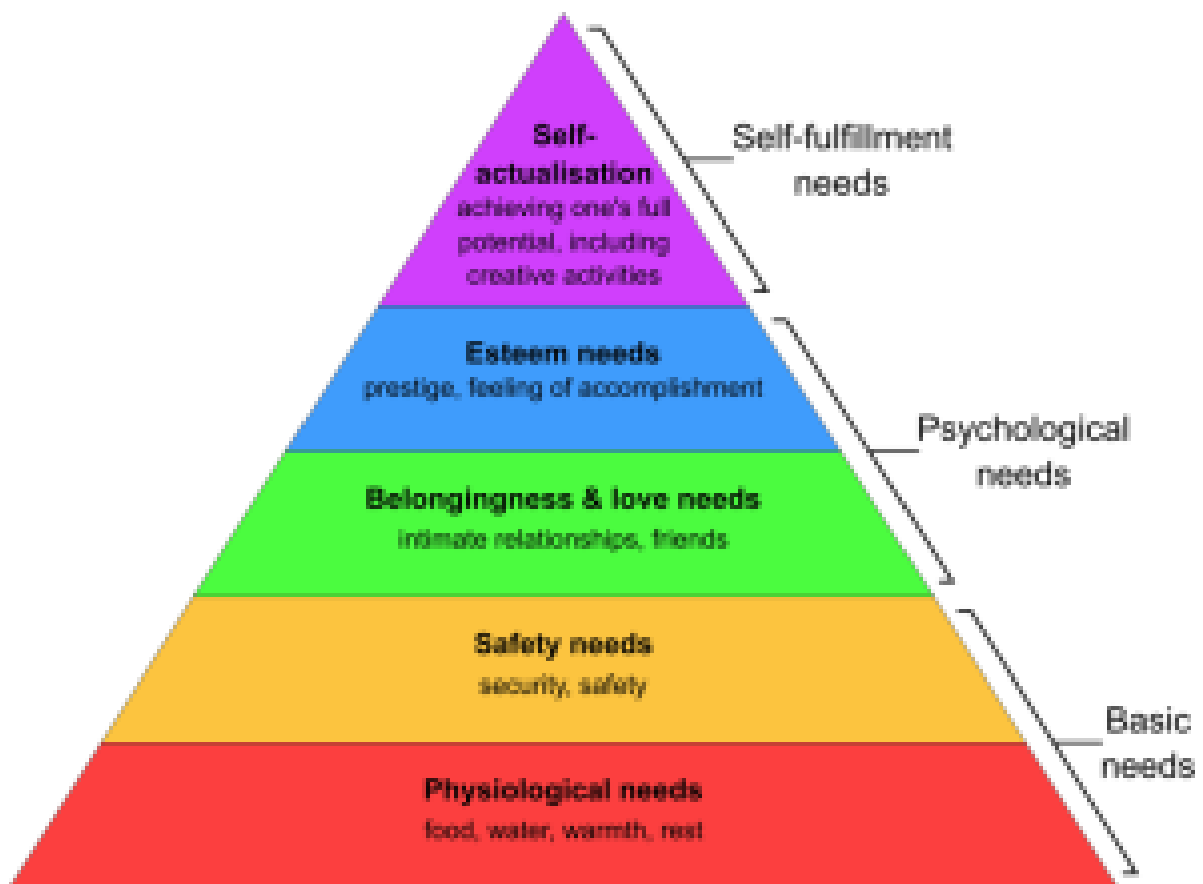 Self-
actualisation
achieving one's full
potential, including
creative activities
Self-fulfillment
needs
Esteem needs
prestige, feeling of accomplishment
Psychological
needs
Belongingness & love needs
intimate relationships, friends
Safety needs
security, safety
Basic
needs
Physiological needs
food, water, warmth, rest